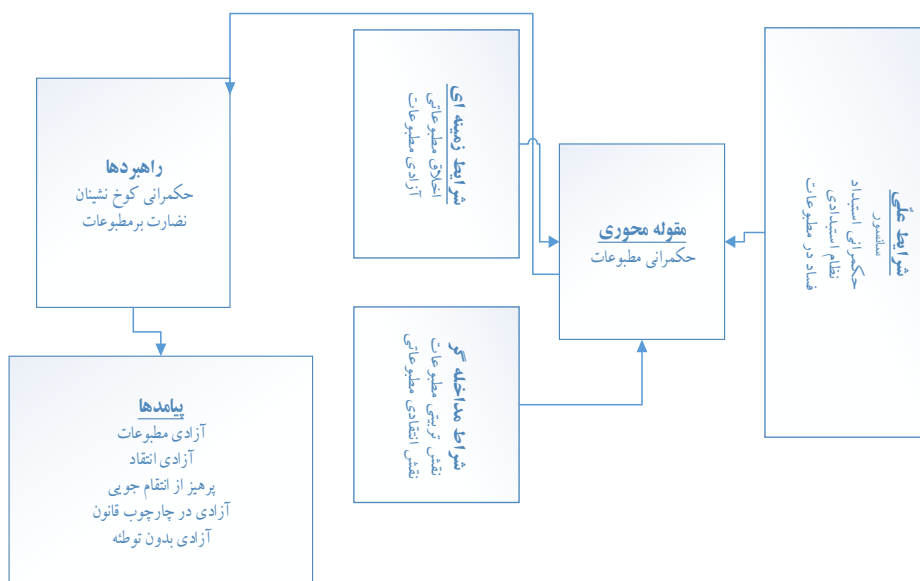 شرایط علّی
سانسور
حکمرانی استبداد
نظام استبدادی
فساد در مطبوعات
شرایط زمینه ای
اخلاق مطبوعاتی
آزادی مطبوعات
مقوله محوری
حکمرانی مطبوعات
شراط مداخله گر
نقش تربیتی مطبوعات
نقش انتقادی مطبوعاتی
راهبردها
حکمرانی کوخ نشینان
نضارت برمطبوعات
پیامدها
آزادی مطبوعات
آزادی انتقاد
پرهیز از انتقام جویی
آزادی در چارچوب قانون
آزادی بدون توطئه